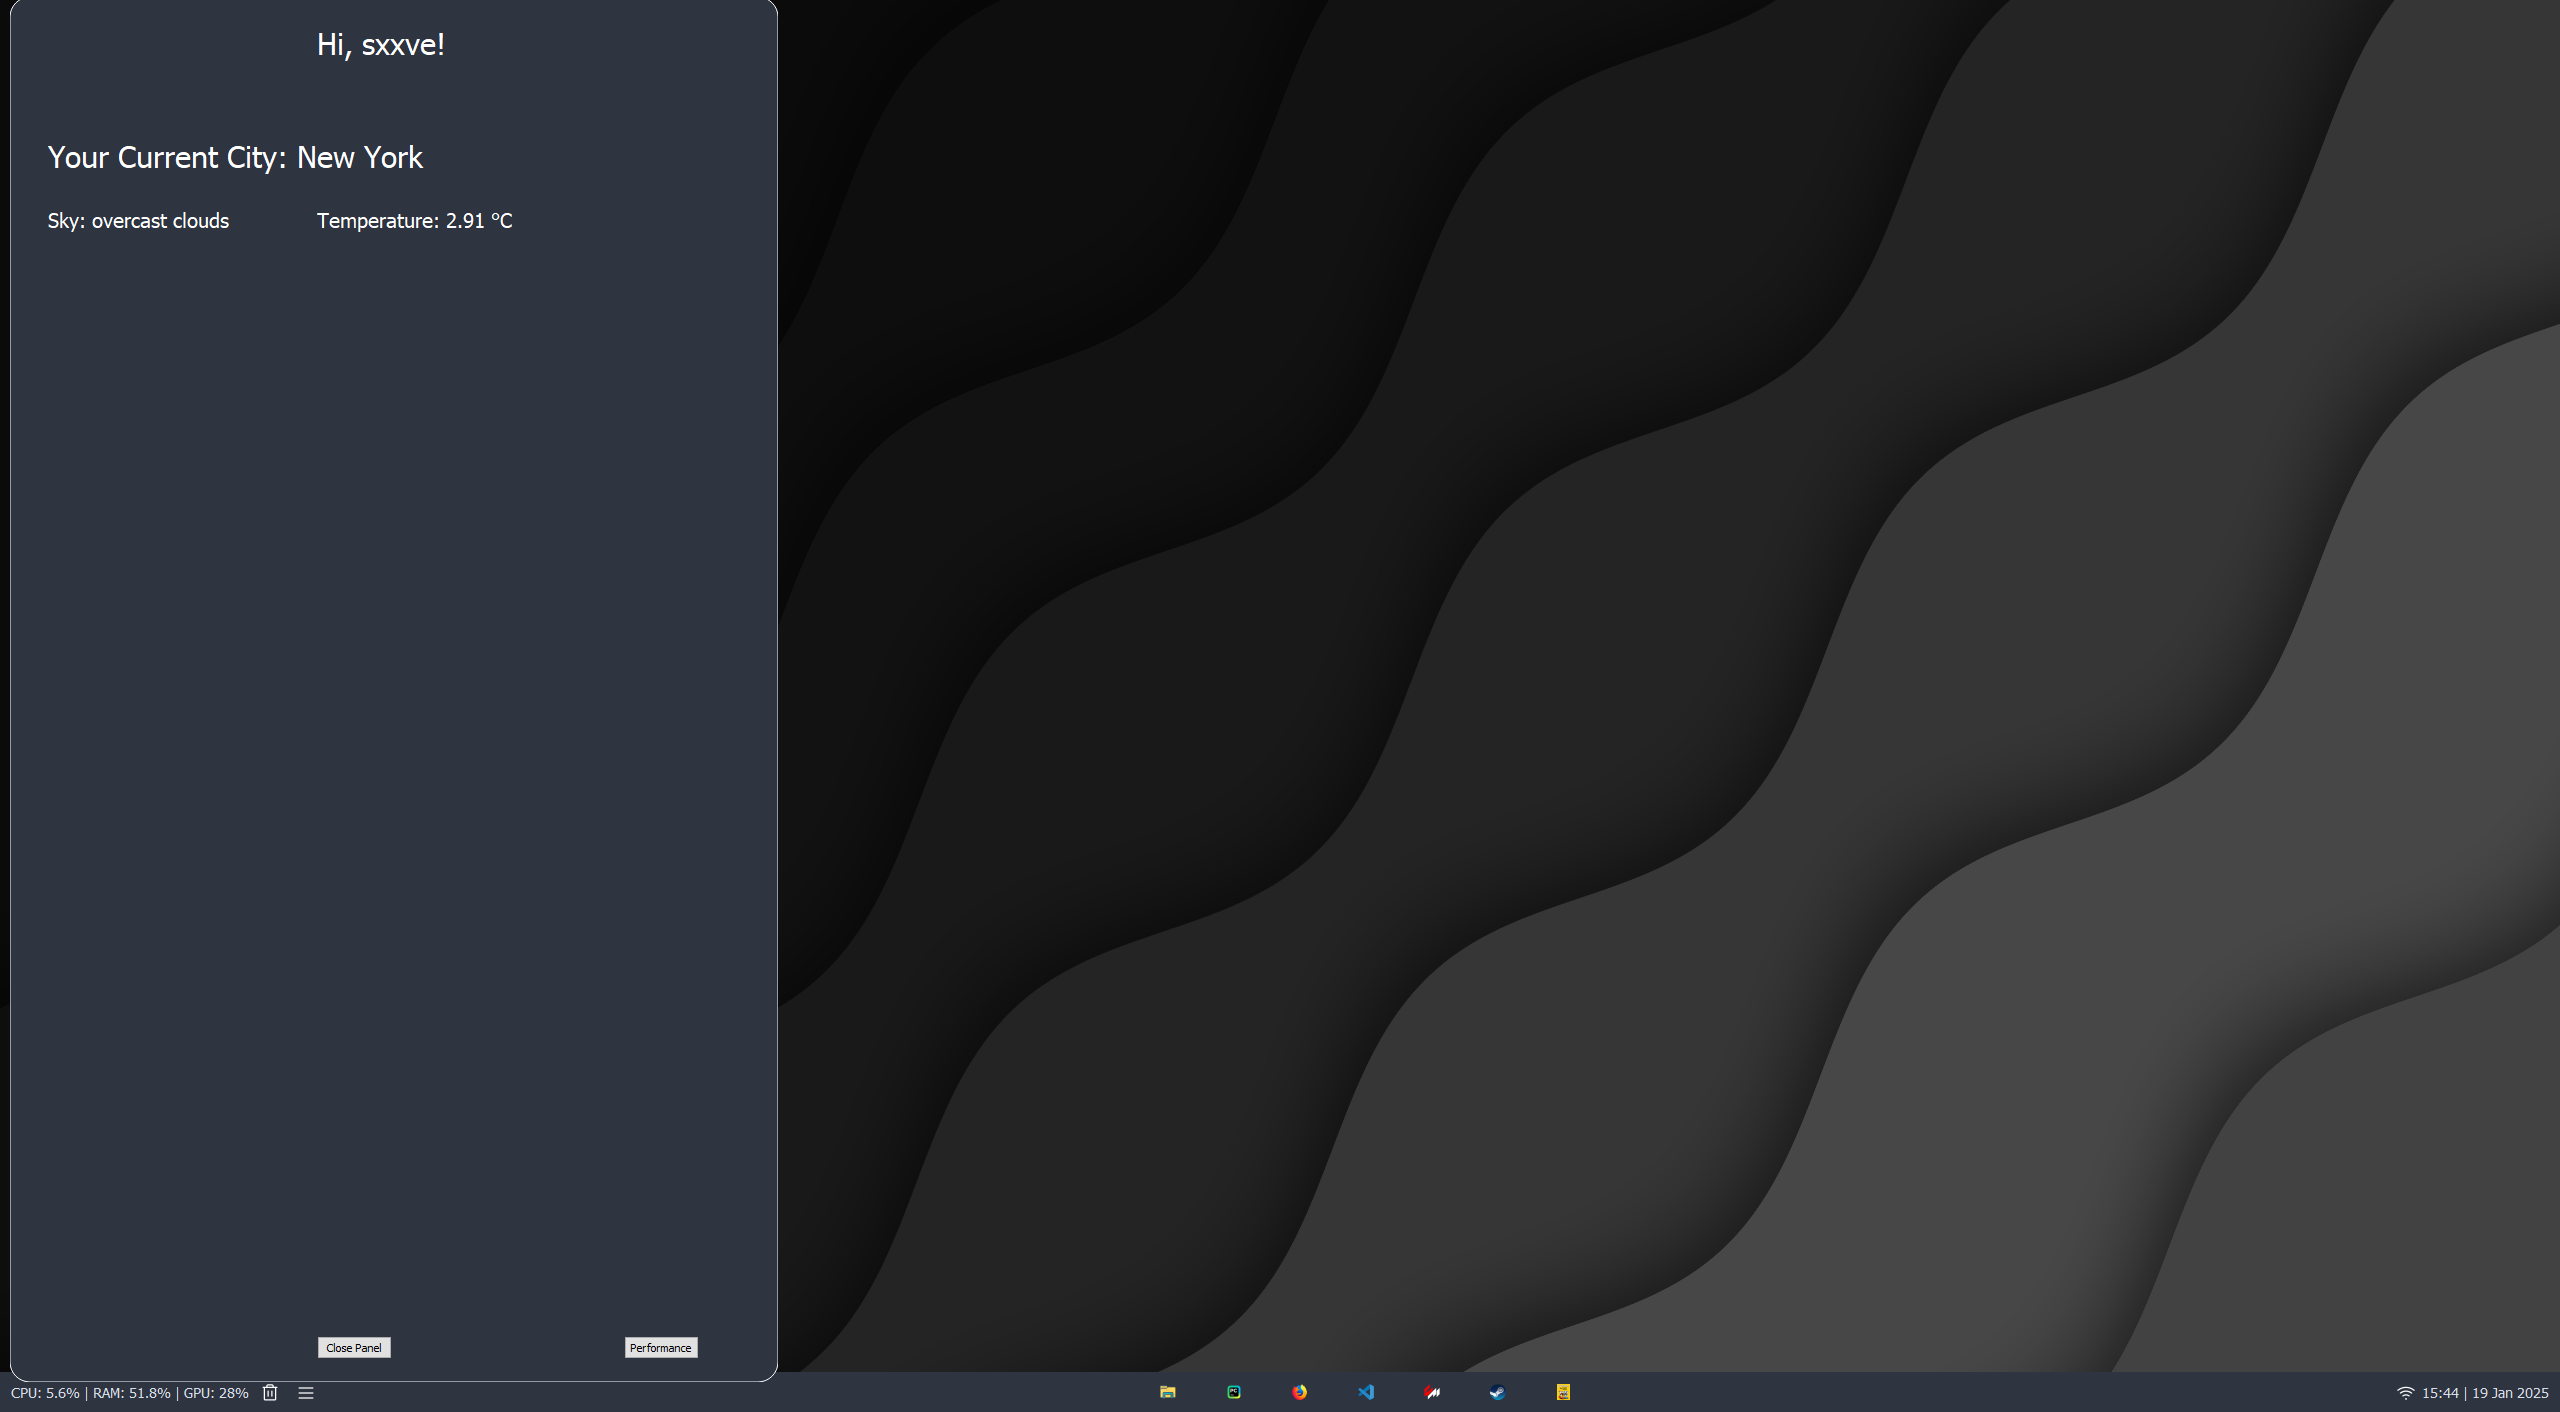 Hi, sxxve!
Your Current City: New York
Sky: overcast clouds
Temperature: 2.91 °C
Close Panel
Performance
CPU: 5.6% | RAM: 51.8% | GPU: 28%
PC
15:44 | 19 Jan 2025